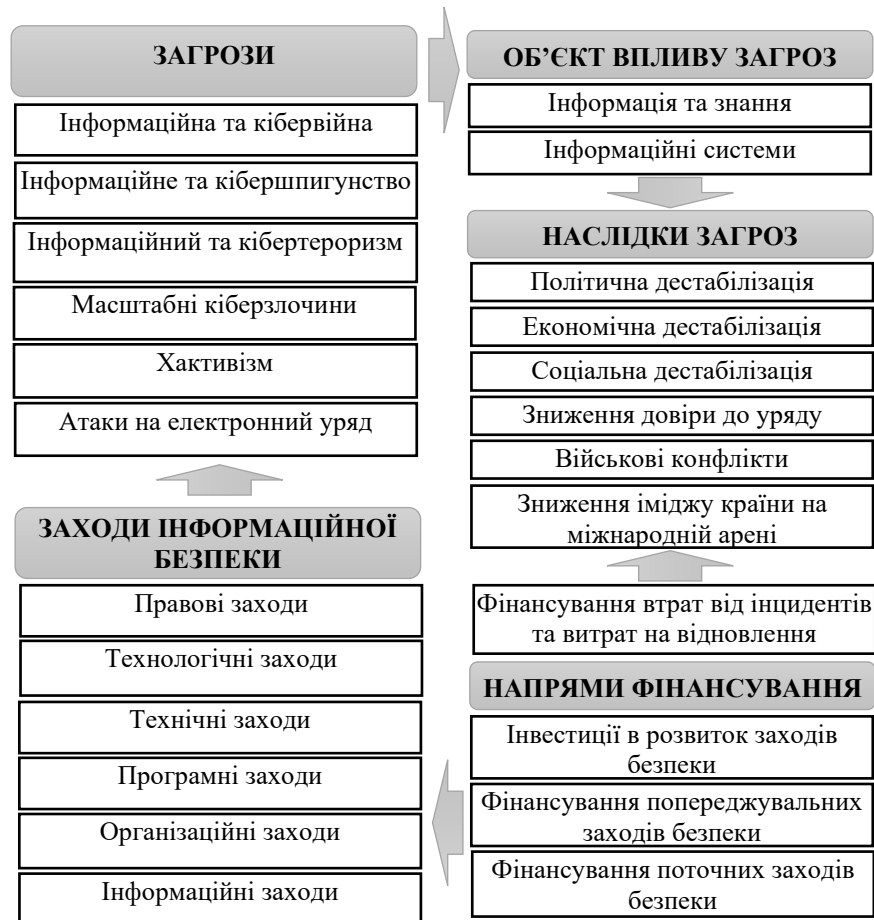 ЗАГРОЗИ
Інформаційна та кібервійна
Інформаційне та кібершпигунство
Інформаційний та кібертероризм
Масштабні кіберзлочини
Хактивізм
Атаки на електронний уряд
ЗАХОДИ ІНФОРМАЦІЙНОЇ
БЕЗПЕКИ
Правові заходи
Технологічні заходи
Технічні заходи
Програмні заходи
Організаційні заходи
Інформаційні заходи
ОБ’ЄКТ ВПЛИВУ ЗАГРОЗ
Інформація та знання
Інформаційні системи
НАСЛІДКИ ЗАГРОЗ
Політична дестабілізація
Економічна дестабілізація
Соціальна дестабілізація
Зниження довіри до уряду
Військові конфлікти
Зниження іміджу країни на
міжнародній арені
Фінансування втрат від інцидентів
та витрат на відновлення
НАПРЯМИ ФІНАНСУВАННЯ
Інвестиції в розвиток заходів
безпеки
Фінансування попереджувальних
заходів безпеки
Фінансування поточних заходів
безпеки